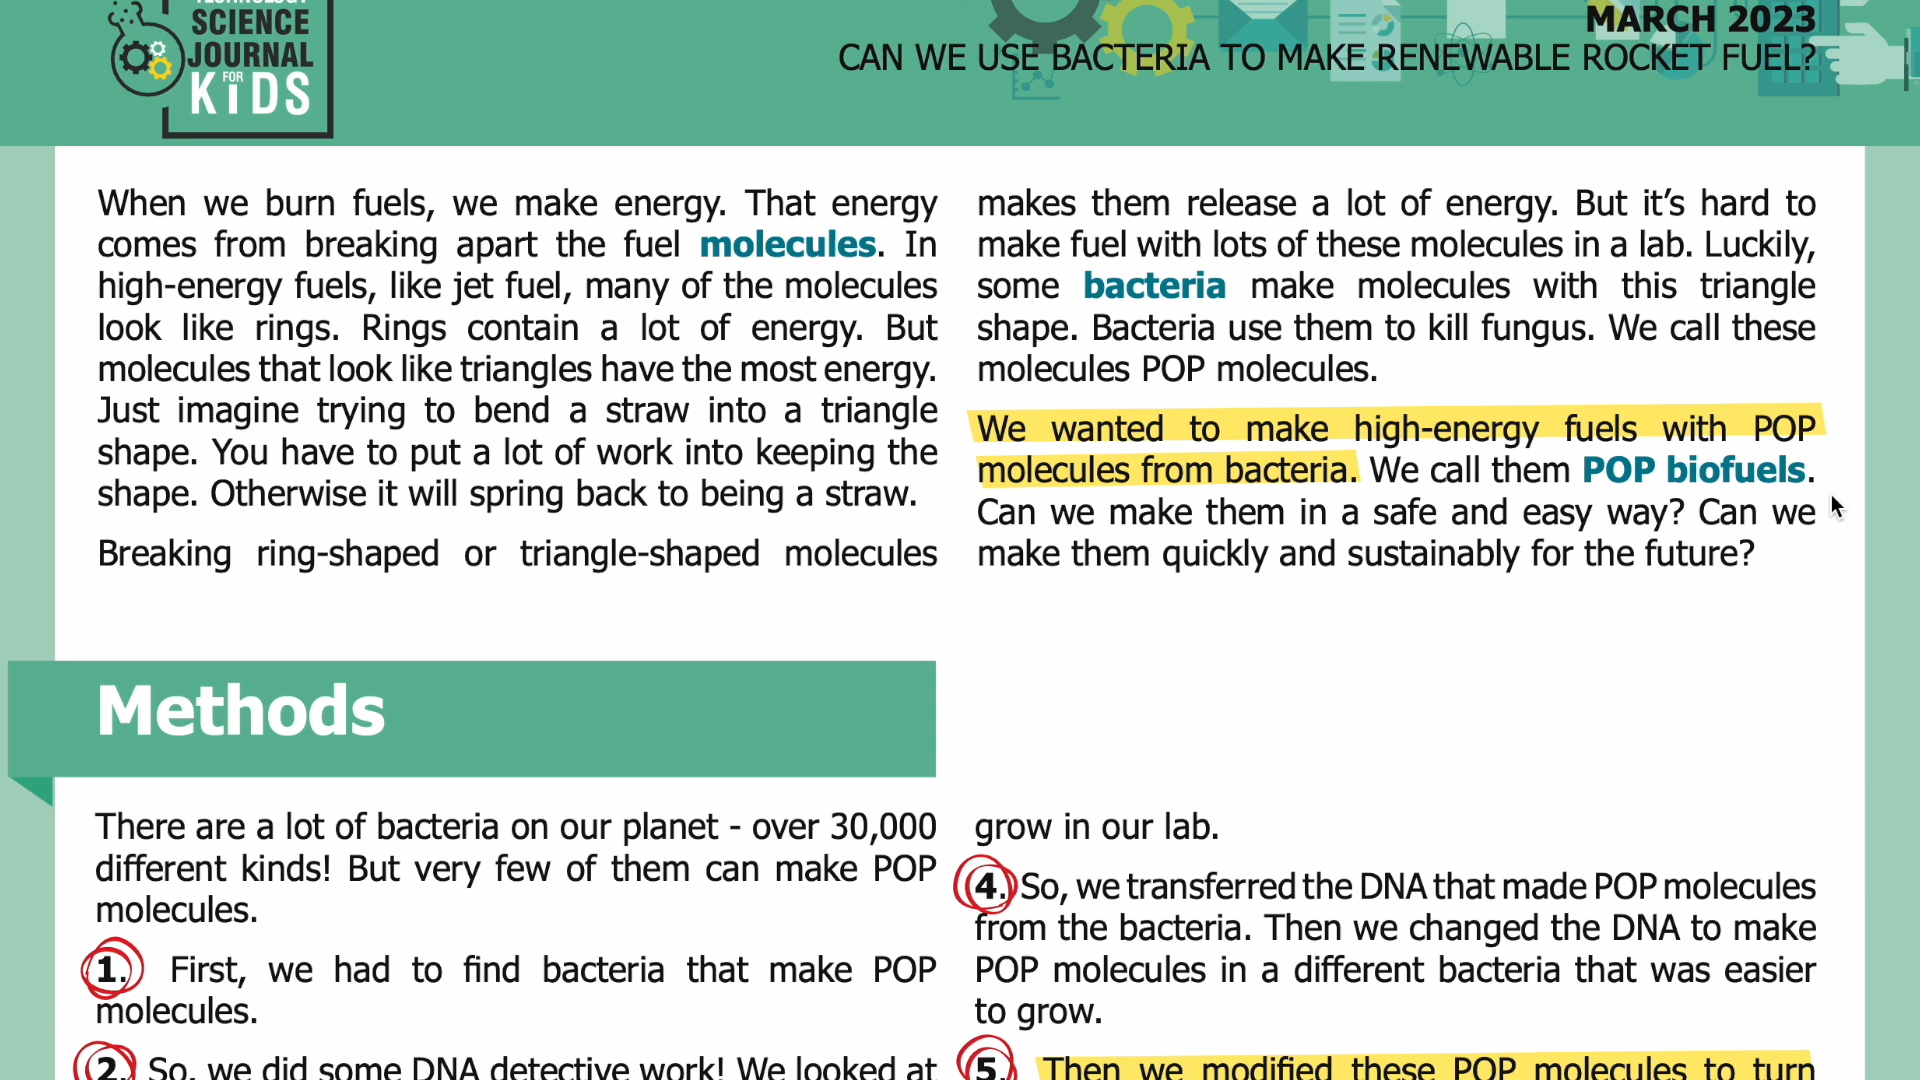 TECHNOLOGY
SCIENCE
JOURNAL
FOR
KiDS
MARCH 2023
CAN WE USE BACTERIA TO MAKE RENEWABLE ROCKET FUEL?
When we burn fuels, we make energy. That energy
comes from breaking apart the fuel molecules. In
high-energy fuels, like jet fuel, many of the molecules
look like rings. Rings contain a lot of energy. But
molecules that look like triangles have the most energy.
Just imagine trying to bend a straw into a triangle
shape. You have to put a lot of work into keeping the
shape. Otherwise it will spring back to being a straw.
Breaking ring-shaped or triangle-shaped molecules
makes them release a lot of energy. But it’s hard to
make fuel with lots of these molecules in a lab. Luckily,
some bacteria make molecules with this triangle
shape. Bacteria use them to kill fungus. We call these
molecules POP molecules.
We wanted to make high-energy fuels with POP
molecules from bacteria. We call them POP biofuels.
Can we make them in a safe and easy way? Can we
make them quickly and sustainably for the future?
Methods
There are a lot of bacteria on our planet - over 30,000
different kinds! But very few of them can make POP
molecules.
1. First, we had to find bacteria that make POP
molecules.
2. So, we did some DNA detective work! We looked at
grow in our lab.
4. So, we transferred the DNA that made POP molecules
from the bacteria. Then we changed the DNA to make
POP molecules in a different bacteria that was easier
to grow.
5. Then we modified these POP molecules to turn